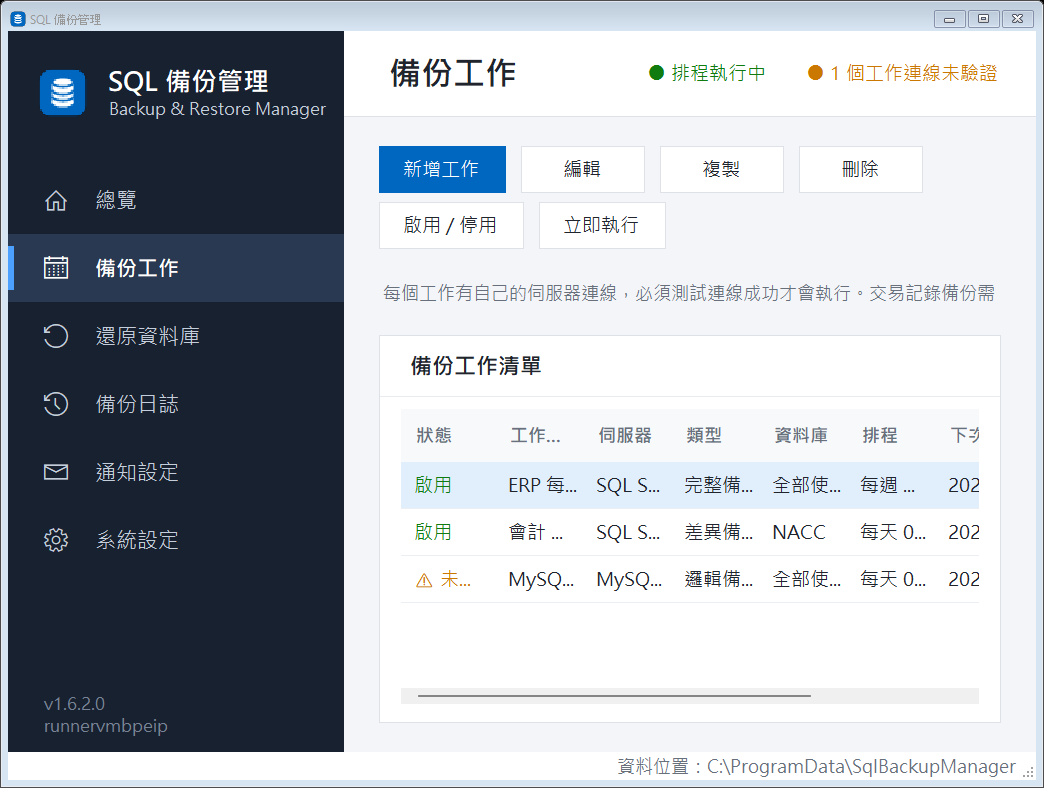 SQL 備份管理
SQL 備份管理
Backup & Restore Manager
總覽
備份工作
還原資料庫
備份日誌
通知設定
系統設定
v1.6.2.0
runnervmbpeip
備份工作
排程執行中
1 個工作連線未驗證
新增工作 編輯 複製 刪除
啟用 / 停用 立即執行
每個工作有自己的伺服器連線，必須測試連線成功才會執行。交易記錄備份需
備份工作清單
狀態 工作... 伺服器 類型 資料庫 排程 下次
啟用 ERP 每... SQL S... 完整備... 全部使... 每週 ... 202
啟用 會計 ... SQL S... 差異備... NACC 每天 0... 202
⚠ 未... MySQ... MySQ... 邏輯備... 全部使... 每天 0... 202
資料位置：C:\ProgramData\SqlBackupManager